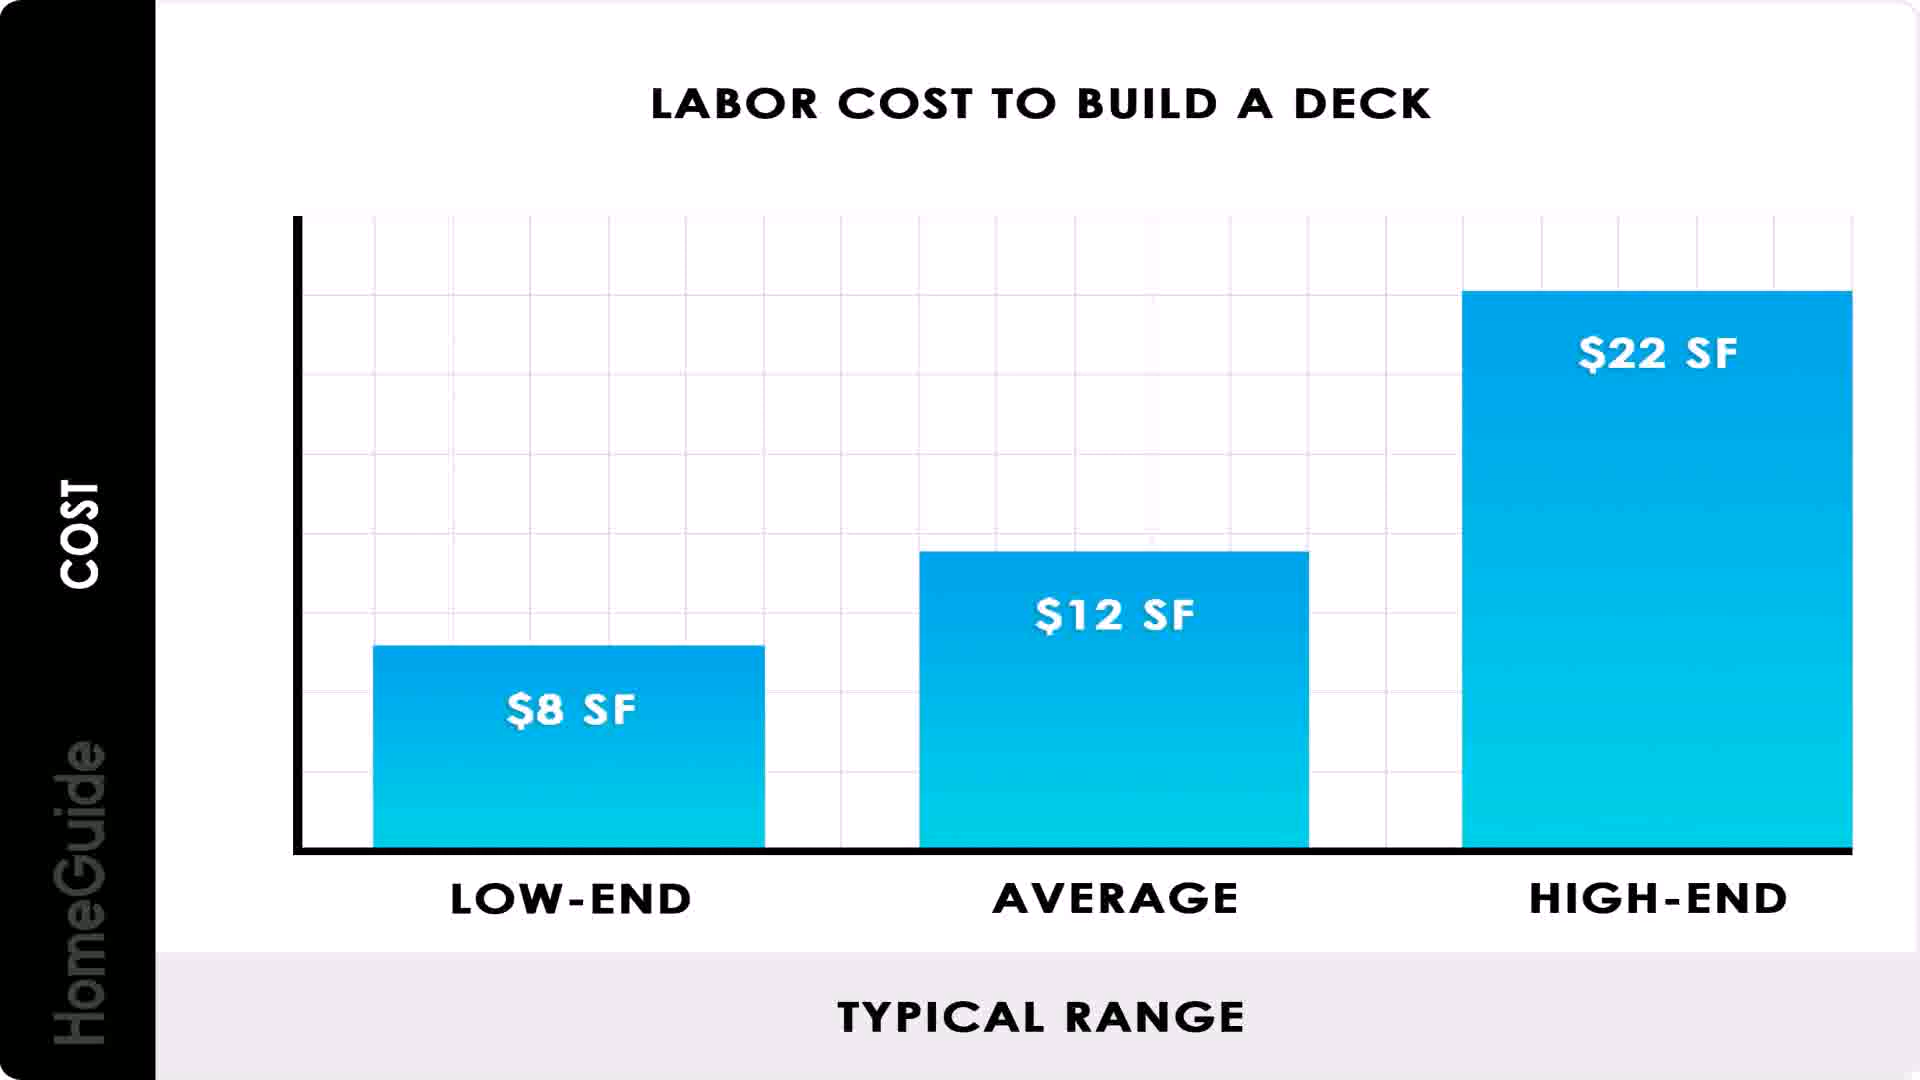 LABOR COST TO BUILD A DECK
COST
HomeGuide
$8 SF
$12 SF
$22 SF
LOW-END
AVERAGE
HIGH-END
TYPICAL RANGE